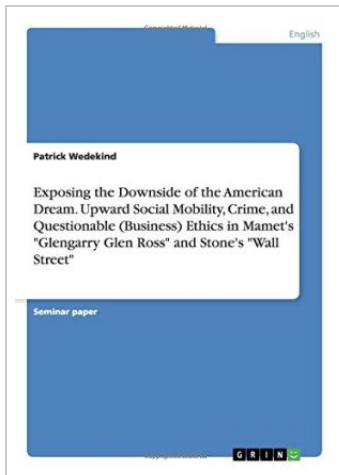 English
Patrick Wedekind
Exposing the Downside of the American
Dream. Upward Social Mobility, Crime, and
Questionable (Business) Ethics in Mamet's
"Glengarry Glen Ross" and Stone's "Wall
Street"
Seminar paper
GRIN